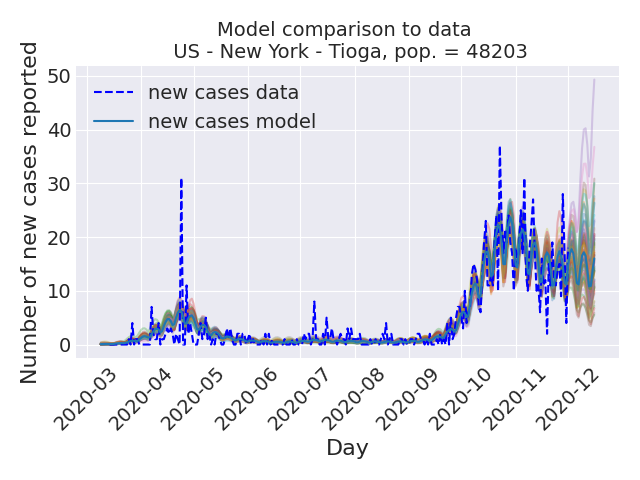 Model comparison to data
US - New York - Tioga, pop. = 48203
Number of new cases reported
50
40
30
20
10
0
new cases data
new cases model
2020-03
2020-04
2020-05
2020-06
2020-07
2020-08
2020-09
2020-10
2020-11
2020-12
Day